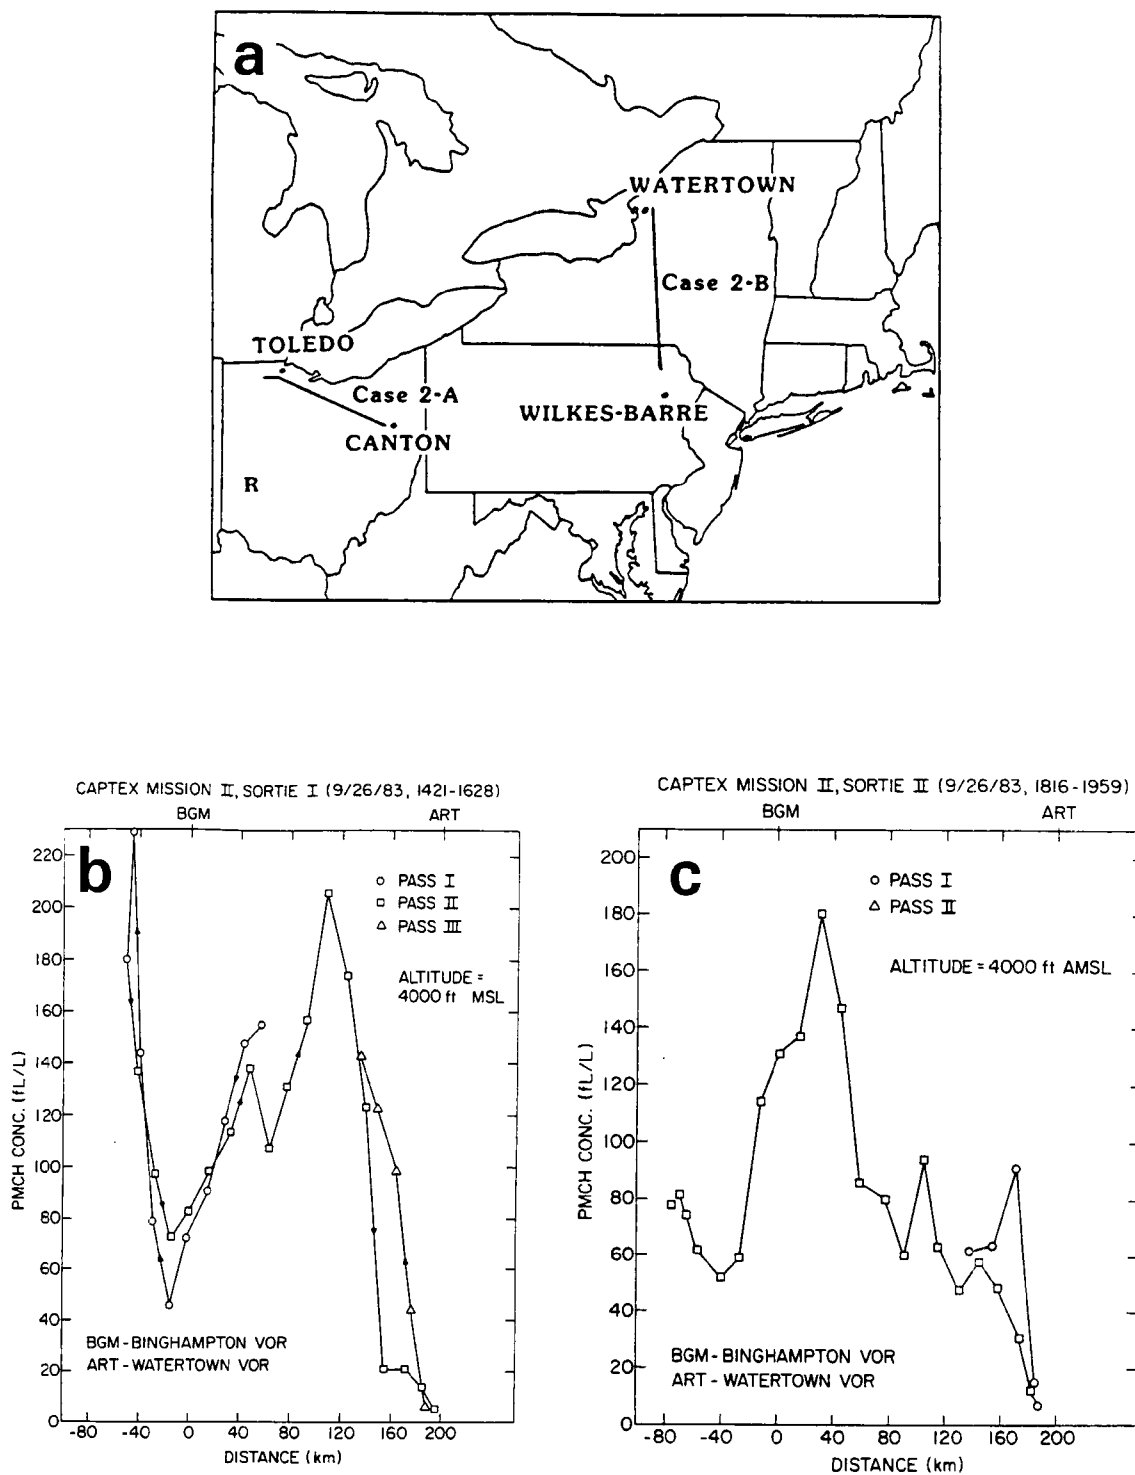 a
WATERTOWN
Case 2-B
TOLEDO
Case 2-A
WILKES-BARRE
CANTON
R
CAPTEX MISSION II, SORTIE I (9/26/83, 1421-1628)
BGM ART
b
220
200
180
160
140
120
100
80
60
40
20
0
PMCH CONC. (fL/L)
PASS I
PASS II
PASS III
ALTITUDE =
4000 ft MSL
BGM-BINGHAMPTON VOR
ART-WATERTOWN VOR
-80 -40 0 40 80 120 160 200
DISTANCE (km)
CAPTEX MISSION II, SORTIE II (9/26/83, 1816-1959)
BGM ART
c
200
180
160
140
120
100
80
60
40
20
0
PMCH CONC. (fL/L)
PASS I
PASS II
ALTITUDE = 4000 ft AMSL
BGM-BINGHAMPTON VOR
ART-WATERTOWN VOR
-80 -40 0 40 80 120 160 200
DISTANCE (km)